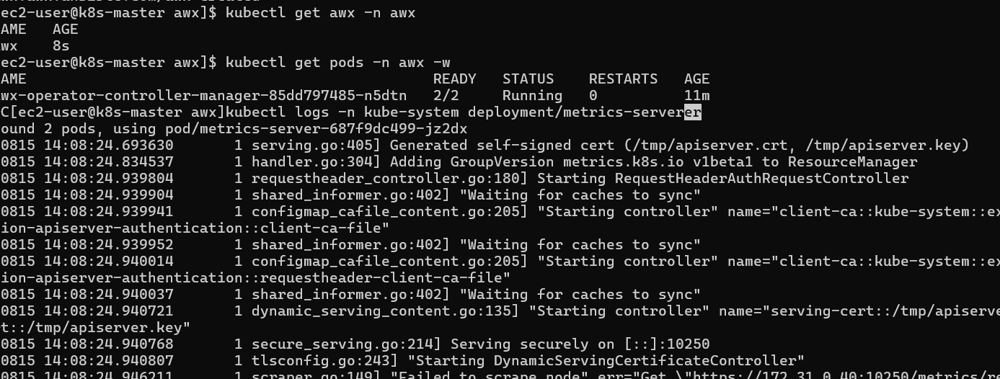 ec2-user@k8s-master awx]$ kubectl get awx -n awx
AME   AGE
wx    8s
ec2-user@k8s-master awx]$ kubectl get pods -n awx -w
AME                                               READY   STATUS    RESTARTS   AGE
wx-operator-controller-manager-85dd797485-n5dtn   2/2     Running   0          11m
C[ec2-user@k8s-master awx]kubectl logs -n kube-system deployment/metrics-serverer
ound 2 pods, using pod/metrics-server-687f9dc499-jz2dx
0815 14:08:24.693630       1 serving.go:405] Generated self-signed cert (/tmp/apiserver.crt, /tmp/apiserver.key)
0815 14:08:24.834537       1 handler.go:304] Adding GroupVersion metrics.k8s.io v1beta1 to ResourceManager
0815 14:08:24.939804       1 requestheader_controller.go:180] Starting RequestHeaderAuthRequestController
0815 14:08:24.939904       1 shared_informer.go:402] "Waiting for caches to sync"
0815 14:08:24.939941       1 configmap_cafile_content.go:205] "Starting controller" name="client-ca::kube-system::ex
ion-apiserver-authentication::client-ca-file"
0815 14:08:24.939952       1 shared_informer.go:402] "Waiting for caches to sync"
0815 14:08:24.940014       1 configmap_cafile_content.go:205] "Starting controller" name="client-ca::kube-system::ex
ion-apiserver-authentication::requestheader-client-ca-file"
0815 14:08:24.940037       1 shared_informer.go:402] "Waiting for caches to sync"
0815 14:08:24.940721       1 dynamic_serving_content.go:135] "Starting controller" name="serving-cert::/tmp/apiserve
t::/tmp/apiserver.key"
0815 14:08:24.940768       1 secure_serving.go:214] Serving securely on [::]:10250
0815 14:08:24.940807       1 tlsconfig.go:243] "Starting DynamicServingCertificateController"
0815 14:08:24.946211       1 scraper.go:149] "Failed to scrape node" err="Get \"https://172.31.0.40:10250/metrics/r